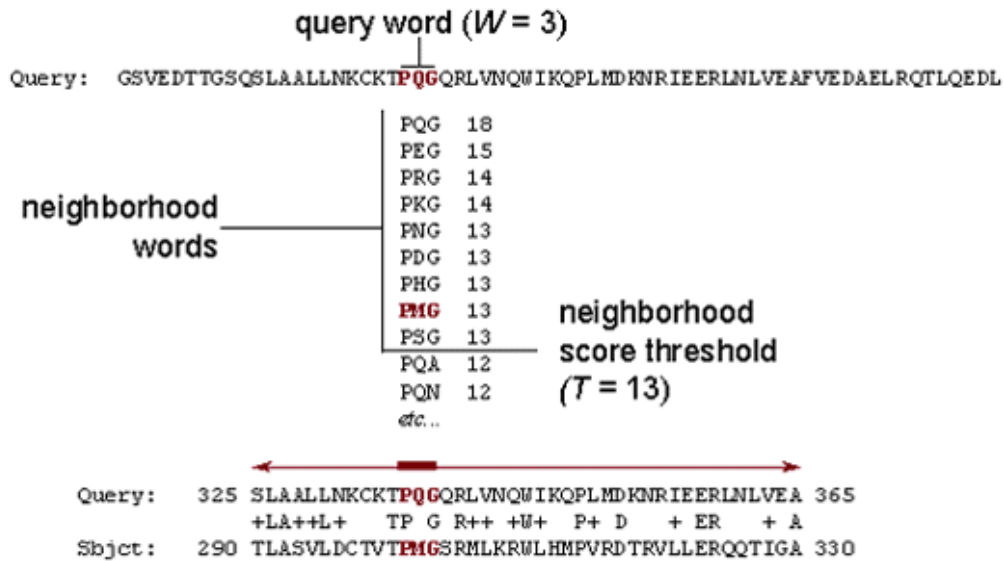 query word (W = 3)
Query: GSVEDTTGSQSLAALLNKCKTPQGQRLVNQWIKQPLMDKNRIEERLNLVEAFVEDAELRQTLQEDL
PQG 18
PEG 15
PRG 14
PKG 14
PNG 13
PDG 13
PHG 13
PMG 13
PSG 13
PQA 12
PQN 12
etc...
neighborhood
words
neighborhood
score threshold
(T = 13)
Query: 325 SLAALLNKCKTPQGQRLVNQWIKQPLMDKNRIEERLNLVEA 365
+LA++L+ TP G R++ +W+ P+ D + ER + A
Sbjct: 290 TLASVLDCTVTPMGSRMLKRWLHMPVRDTRVLLERQQTIGA 330